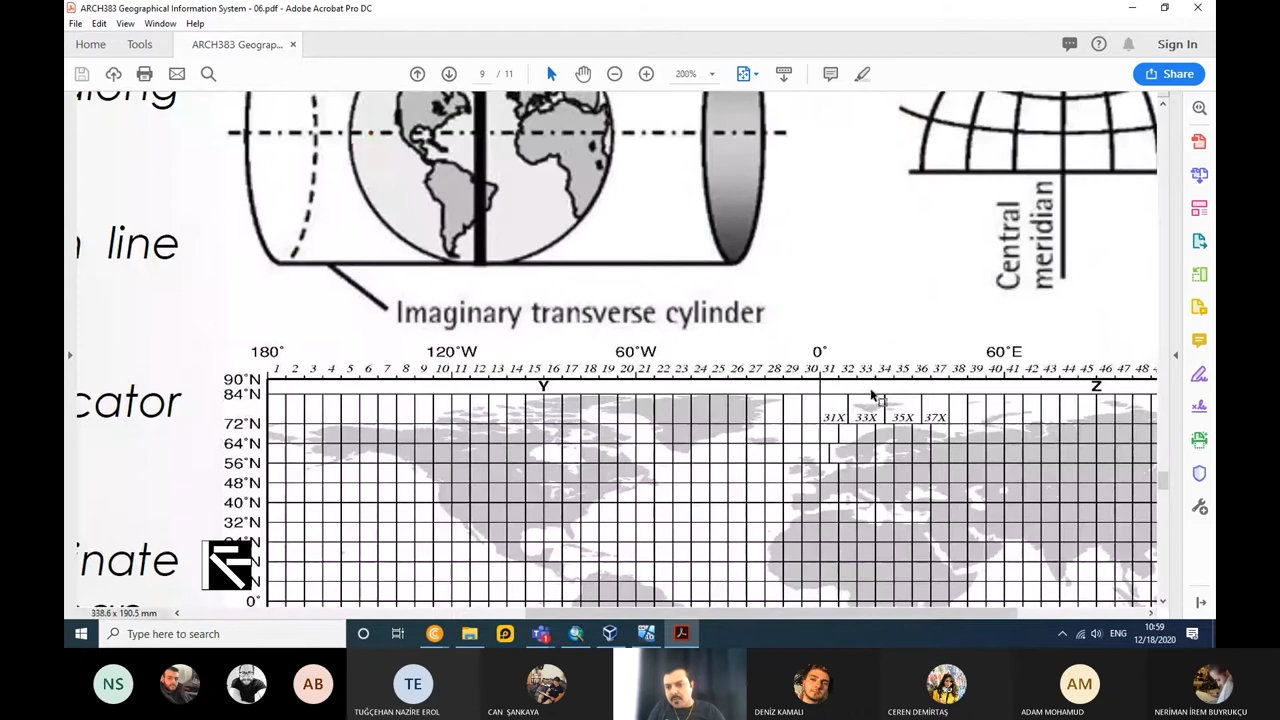 ARCH383 Geographical Information System - 06.pdf - Adobe Acrobat Pro DC
File Edit View Window Help
Home Tools ARCH383 Geograp... × Sign In
9 / 11 200% Share
along
line
cator
inate
Central
meridian
Imaginary transverse cylinder
180° 120°W 60°W 0° 60°E
1 2 3 4 5 6 7 8 9 10 11 12 13 14 15 16 17 18 19 20 21 22 23 24 25 26 27 28 29 30 31 32 33 34 35 36 37 38 39 40 41 42 43 44 45 46 47 48
90°N
Y Z
84°N
72°N 31X 33X 35X 37X
64°N
56°N
48°N
40°N
32°N
24°N
0°
338.6 x 190.5 mm
Type here to search
ENG 10:59
12/18/2020
NS AB TE AM
TUĞÇEHAN NAZİRE EROL CAN ŞANKAYA DENİZ KAMALI CEREN DEMİRTAŞ ADAM MOHAMUD NERİMAN İREM BUYRUKÇU